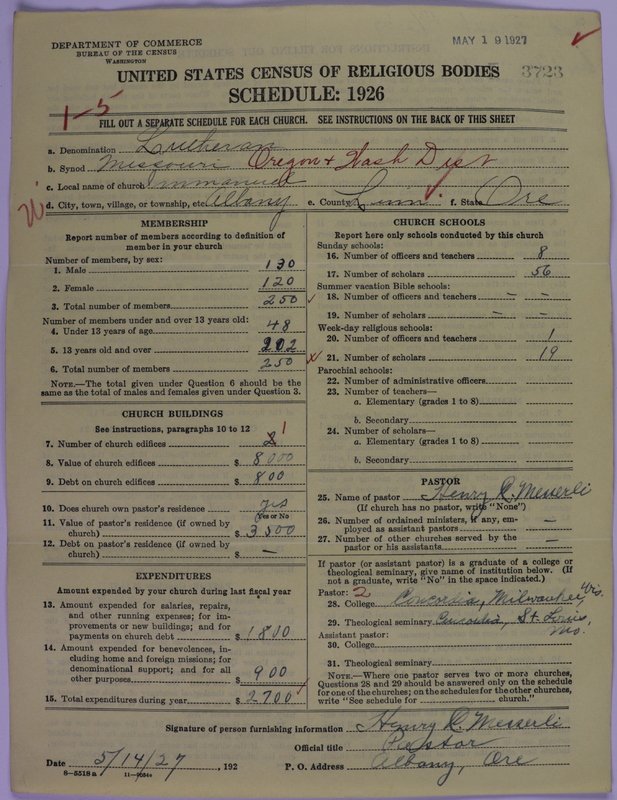 DEPARTMENT OF COMMERCE
BUREAU OF THE CENSUS
WASHINGTON
MAY 19 1927
UNITED STATES CENSUS OF RELIGIOUS BODIES
3723
SCHEDULE: 1926
1-5
FILL OUT A SEPARATE SCHEDULE FOR EACH CHURCH. SEE INSTRUCTIONS ON THE BACK OF THIS SHEET
a. Denomination Lutheran
b. Synod Missouri Oregon + Wash Dist
c. Local name of church Immanuel
d. City, town, village, or township, etc. Albany e. County Linn f. State Ore
MEMBERSHIP
Report number of members according to definition of
member in your church
Number of members, by sex:
1. Male 130
2. Female 120
3. Total number of members 250
Number of members under and over 13 years old:
4. Under 13 years of age 48
5. 13 years old and over 202
6. Total number of members 250
NOTE.—The total given under Question 6 should be the
same as the total of males and females given under Question 3.
CHURCH BUILDINGS
See instructions, paragraphs 10 to 12
7. Number of church edifices 2 1
8. Value of church edifices $ 8000
9. Debt on church edifices $ 800
10. Does church own pastor's residence yes
(Yes or No)
11. Value of pastor's residence (if owned by
church) $ 3500
12. Debt on pastor's residence (if owned by
church) $ —
EXPENDITURES
Amount expended by your church during last fiscal year
13. Amount expended for salaries, repairs,
and other running expenses; for im-
provements or new buildings; and for
payments on church debt $ 1800
14. Amount expended for benevolences, in-
cluding home and foreign missions; for
denominational support; and for all
other purposes $ 900
15. Total expenditures during year $ 2700
CHURCH SCHOOLS
Report here only schools conducted by this church
Sunday schools:
16. Number of officers and teachers 8
17. Number of scholars 56
Summer vacation Bible schools:
18. Number of officers and teachers — —
19. Number of scholars — —
Week-day religious schools:
20. Number of officers and teachers 1
21. Number of scholars 19
Parochial schools:
22. Number of administrative officers
23. Number of teachers—
a. Elementary (grades 1 to 8)
b. Secondary
24. Number of scholars—
a. Elementary (grades 1 to 8)
b. Secondary
PASTOR
25. Name of pastor Henry R. Messerli
(If church has no pastor, write "None")
26. Number of ordained ministers, if any, em-
ployed as assistant pastors —
27. Number of other churches served by the
pastor or his assistants —
If pastor (or assistant pastor) is a graduate of a college or
theological seminary, give name of institution below. (If
not a graduate, write "No" in the space indicated.)
Pastor: 2
28. College Concordia, Milwaukee, Wis.
29. Theological seminary Concordia, St. Louis, Mo.
Assistant pastor:
30. College
31. Theological seminary
NOTE.—Where one pastor serves two or more churches,
Questions 28 and 29 should be answered only on the schedule
for one of the churches; on the schedules for the other churches,
write "See schedule for church."
Signature of person furnishing information Henry R. Messerli
Official title Pastor
Date 5/14/27, 192 P. O. Address Albany, Ore
8-5518 a